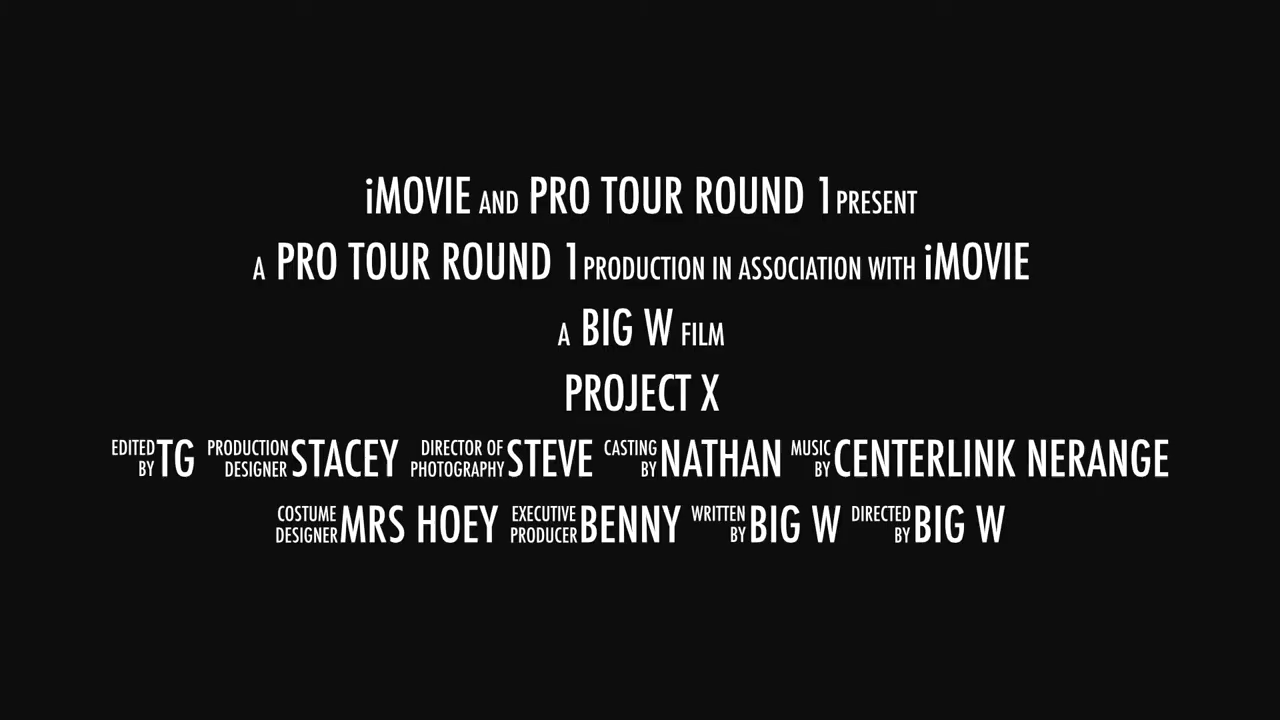 iMOVIE AND PRO TOUR ROUND 1 PRESENT
A PRO TOUR ROUND 1 PRODUCTION IN ASSOCIATION WITH iMOVIE
A BIG W FILM
PROJECT X
EDITED BY TG PRODUCTION DESIGNER STACEY DIRECTOR OF PHOTOGRAPHY STEVE CASTING BY NATHAN MUSIC BY CENTERLINK NERANGE
COSTUME DESIGNER MRS HOEY EXECUTIVE PRODUCER BENNY WRITTEN BY BIG W DIRECTED BY BIG W